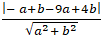 |- a + b - 9a + 4b|
√a² + b²